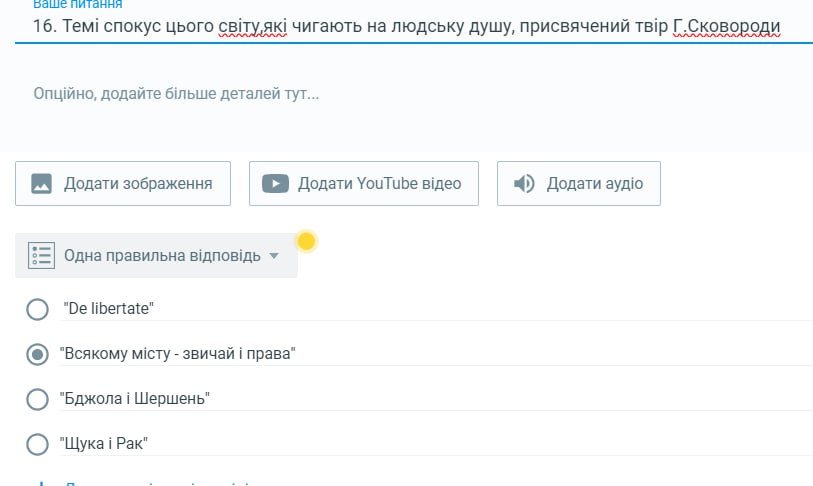 Ваше питання
16. Темі спокус цього світу,які чигають на людську душу, присвячений твір Г.Сковороди
Опційно, додайте більше деталей тут...
Додати зображення
Додати YouTube відео
Додати аудіо
Одна правильна відповідь
"De libertate"
"Всякому місту - звичай і права"
"Бджола і Шершень"
"Щука і Рак"